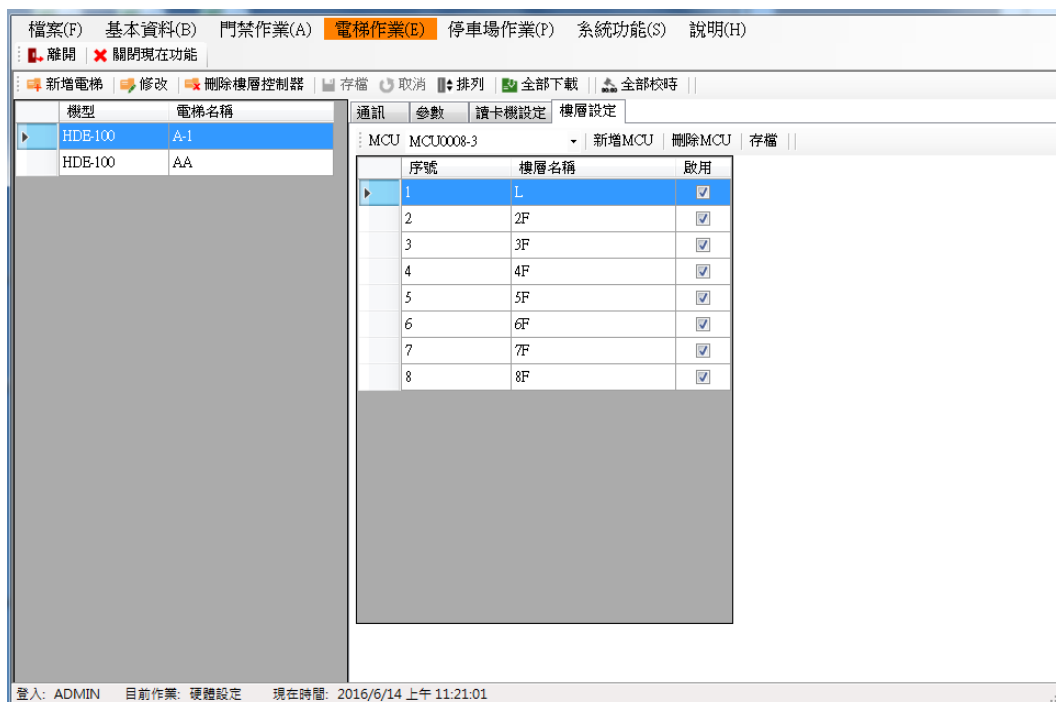 檔案(F) 基本資料(B) 門禁作業(A) 電梯作業(E) 停車場作業(P) 系統功能(S) 說明(H)
離開 關閉現在功能
新增電梯 修改 刪除樓層控制器 存檔 取消 排列 全部下載 全部校時
機型 電梯名稱
HDE-100 A-1
HDE-100 AA
通訊 參數 讀卡機設定 樓層設定
MCU MCU0008-3 新增MCU 刪除MCU 存檔
序號 樓層名稱 啟用
1 L
2 2F
3 3F
4 4F
5 5F
6 6F
7 7F
8 8F
登入: ADMIN 目前作業: 硬體設定 現在時間: 2016/6/14 上午 11:21:01